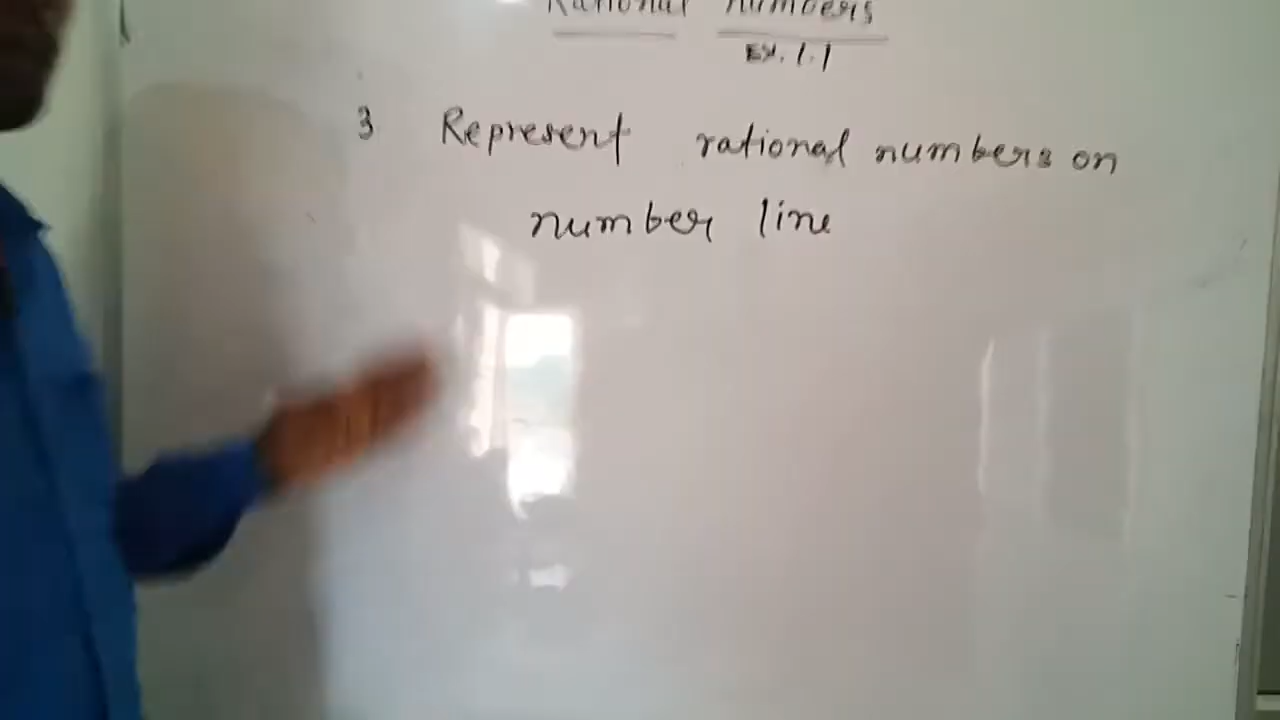 Rational numbers
Ex. 1.1
3 Represent rational numbers on
number line